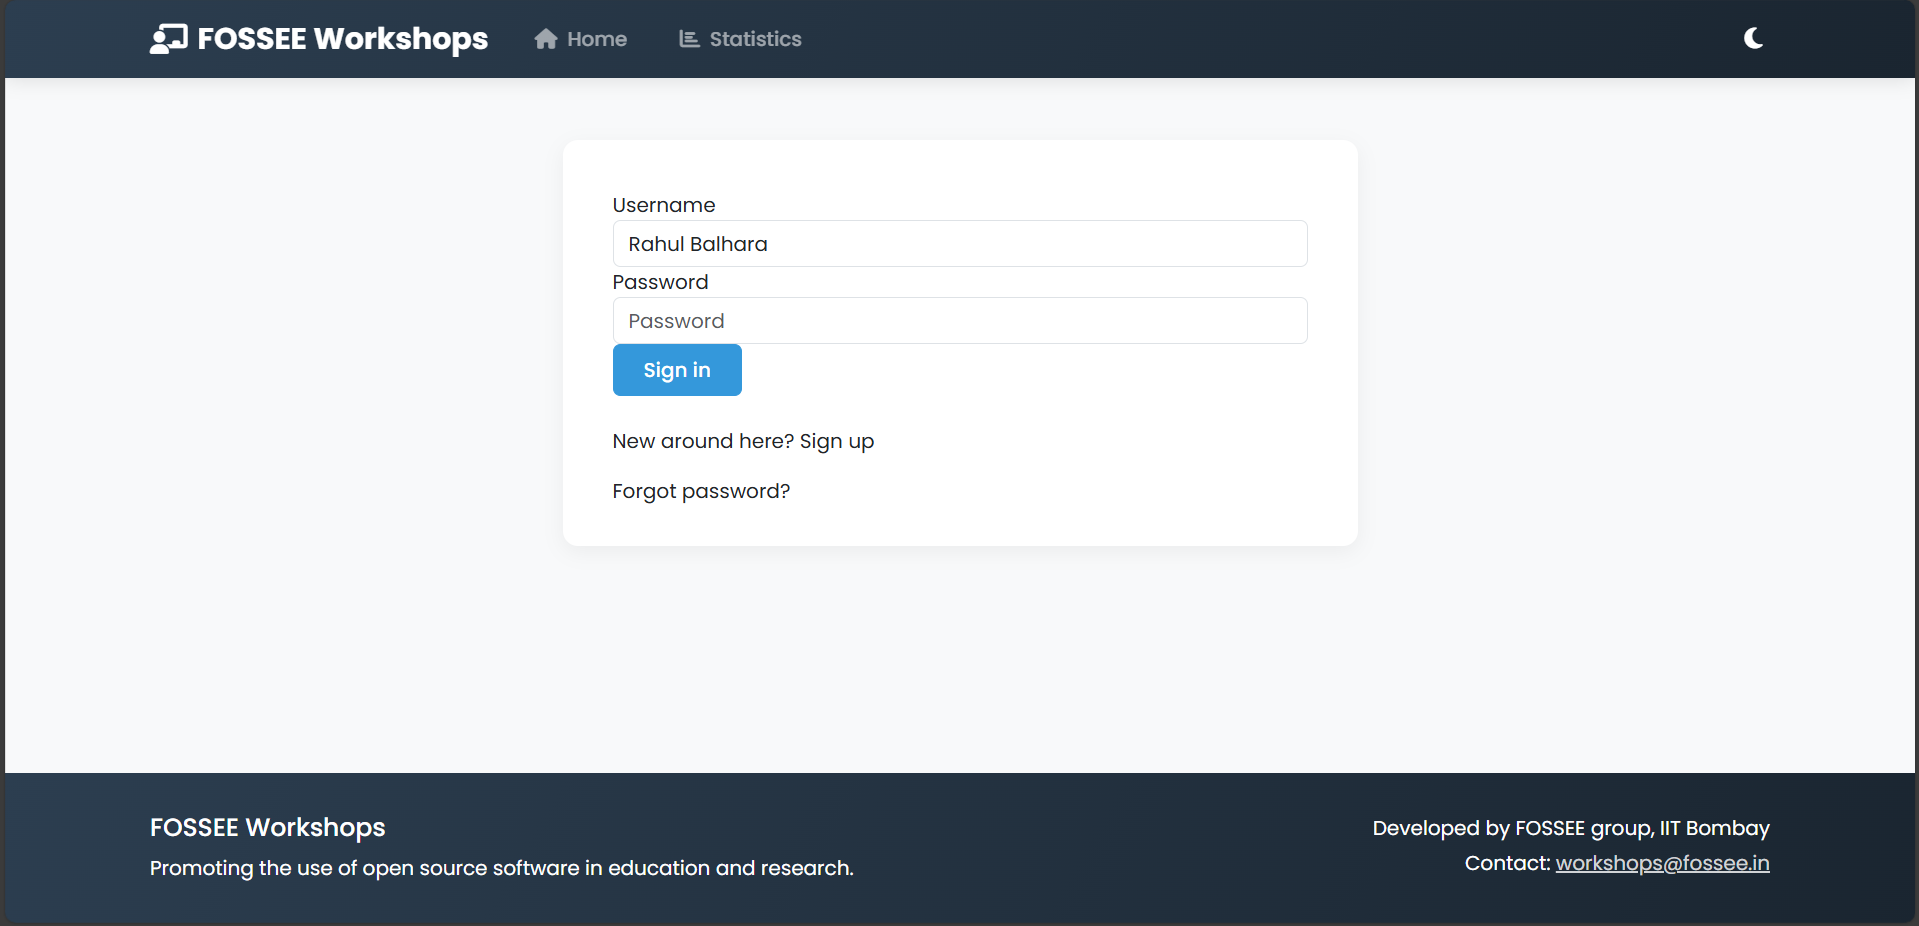 FOSSEE Workshops
Home
Statistics
Username
Rahul Balhara
Password
Password
Sign in
New around here? Sign up
Forgot password?
FOSSEE Workshops
Promoting the use of open source software in education and research.
Developed by FOSSEE group, IIT Bombay
Contact: workshops@fossee.in